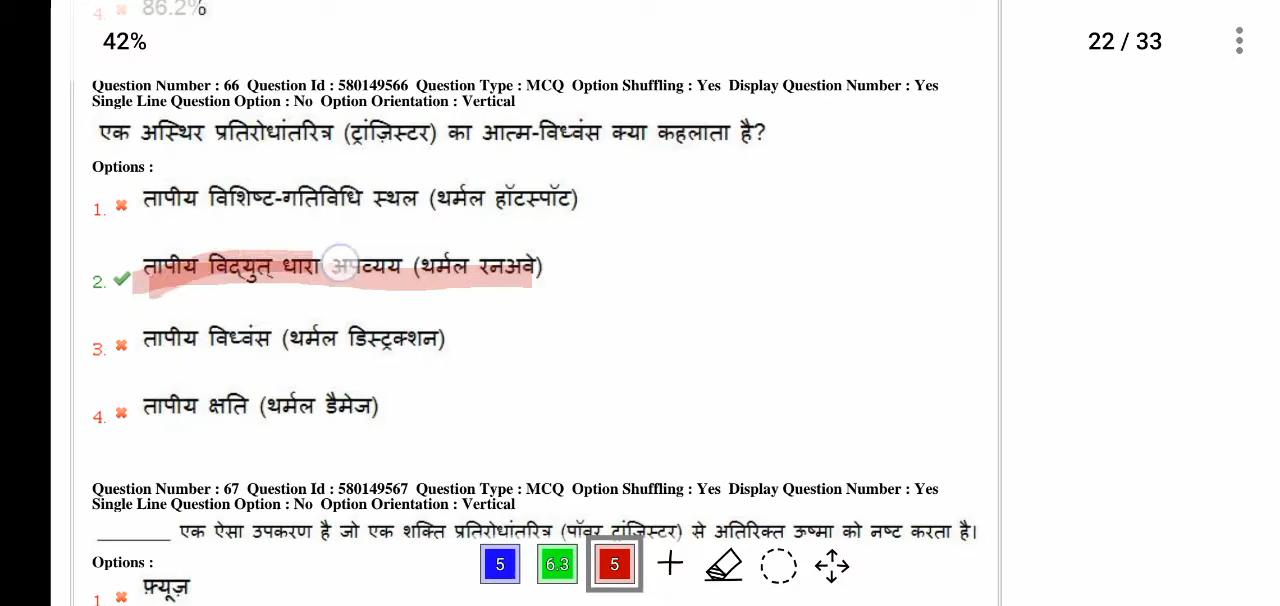 4. 86.2%
42%
22 / 33
Question Number : 66 Question Id : 580149566 Question Type : MCQ Option Shuffling : Yes Display Question Number : Yes
Single Line Question Option : No Option Orientation : Vertical
एक अस्थिर प्रतिरोधांतरित्र (ट्रांज़िस्टर) का आत्म-विध्वंस क्या कहलाता है?
Options :
1. तापीय विशिष्ट-गतिविधि स्थल (थर्मल हॉटस्पॉट)
2. तापीय विद्युत् धारा अपव्यय (थर्मल रनअवे)
3. तापीय विध्वंस (थर्मल डिस्ट्रक्शन)
4. तापीय क्षति (थर्मल डैमेज)
Question Number : 67 Question Id : 580149567 Question Type : MCQ Option Shuffling : Yes Display Question Number : Yes
Single Line Question Option : No Option Orientation : Vertical
________ एक ऐसा उपकरण है जो एक शक्ति प्रतिरोधांतरित्र (पॉवर ट्रांज़िस्टर) से अतिरिक्त ऊष्मा को नष्ट करता है।
Options :
5 6.3 5
1. फ़्यूज़